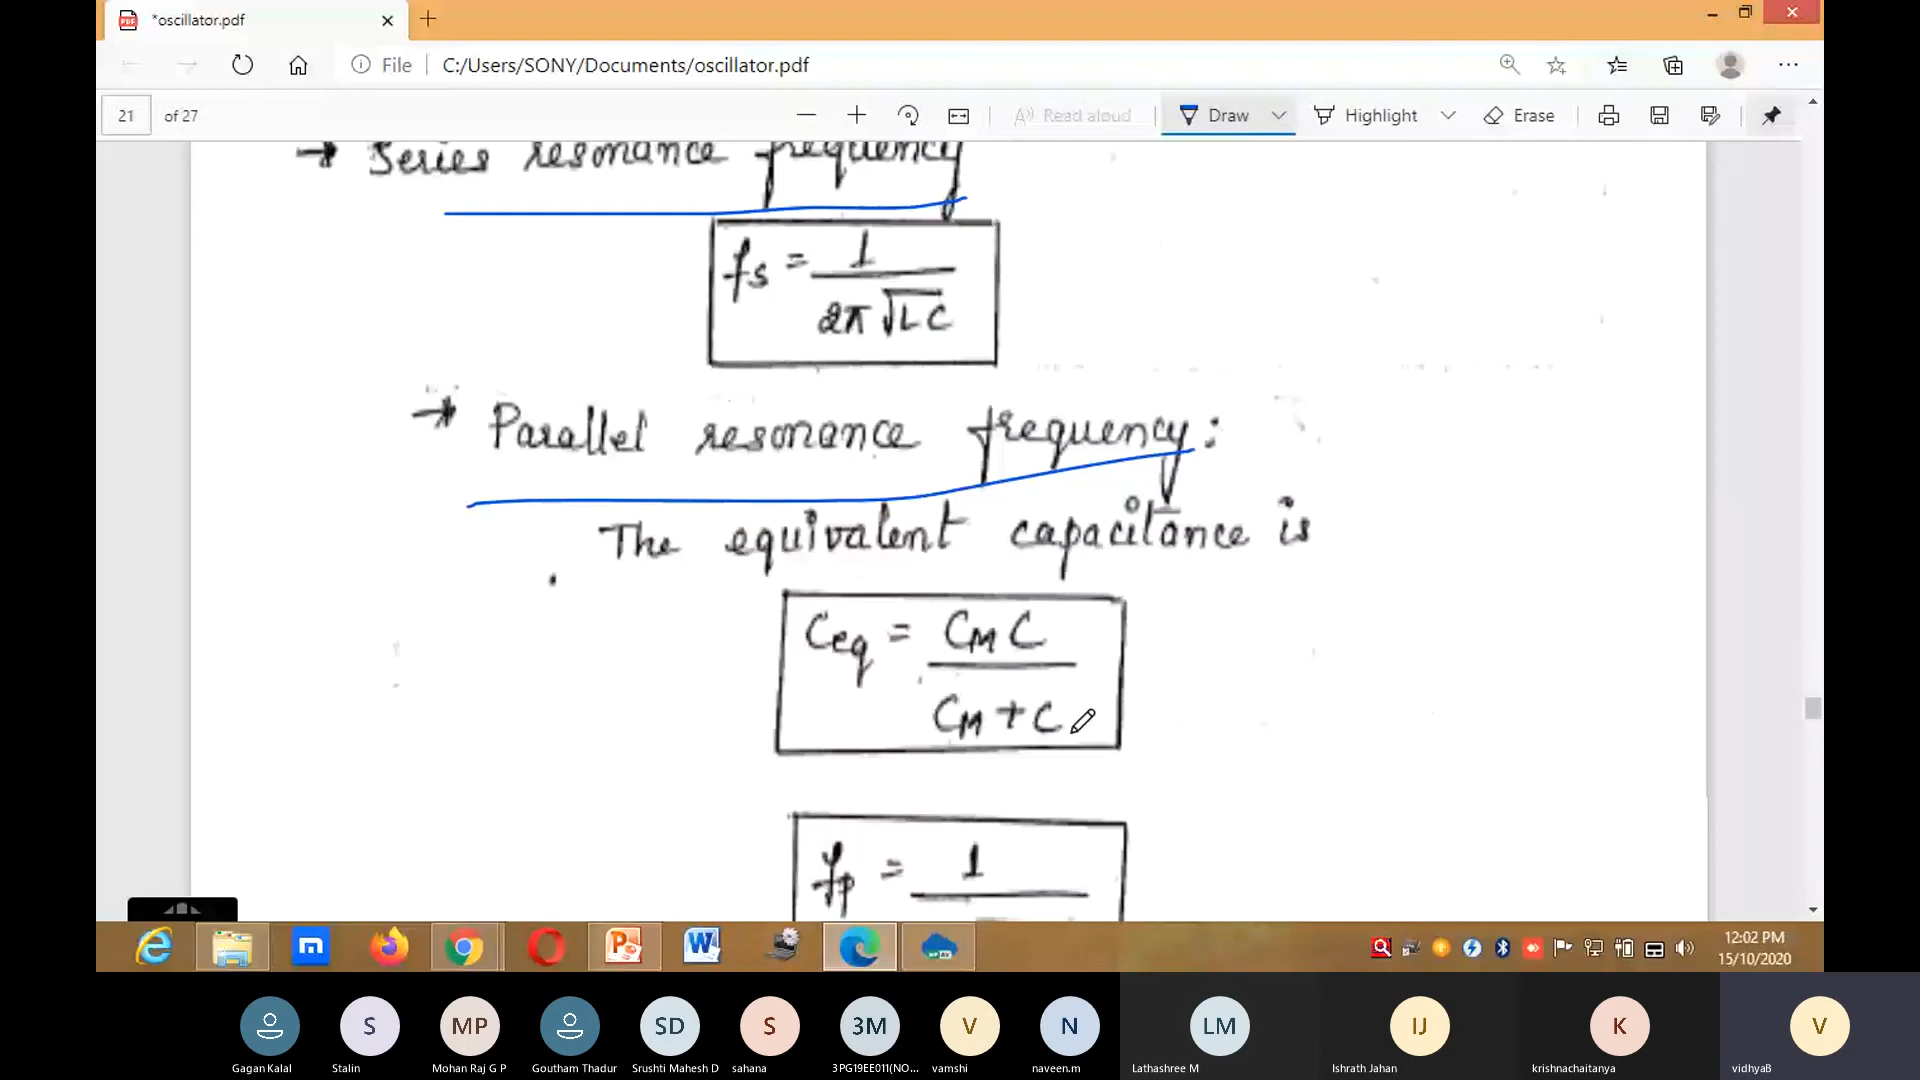 *oscillator.pdf
File C:/Users/SONY/Documents/oscillator.pdf
21 of 27 Read aloud Draw Highlight Erase
→ Series resonance frequency
fs = 1
2π √LC
→ Parallel resonance frequency:
The equivalent capacitance is
Ceq = CM C
CM + C
fp = 1
12:02 PM
15/10/2020
S MP SD S 3M V N LM IJ K V
Gagan Kalal Stalin Mohan Raj G P Goutham Thadur Srushti Mahesh D sahana 3PG19EE011(NO... vamshi naveen.m Lathashree M Ishrath Jahan krishnachaitanya vidhyaB